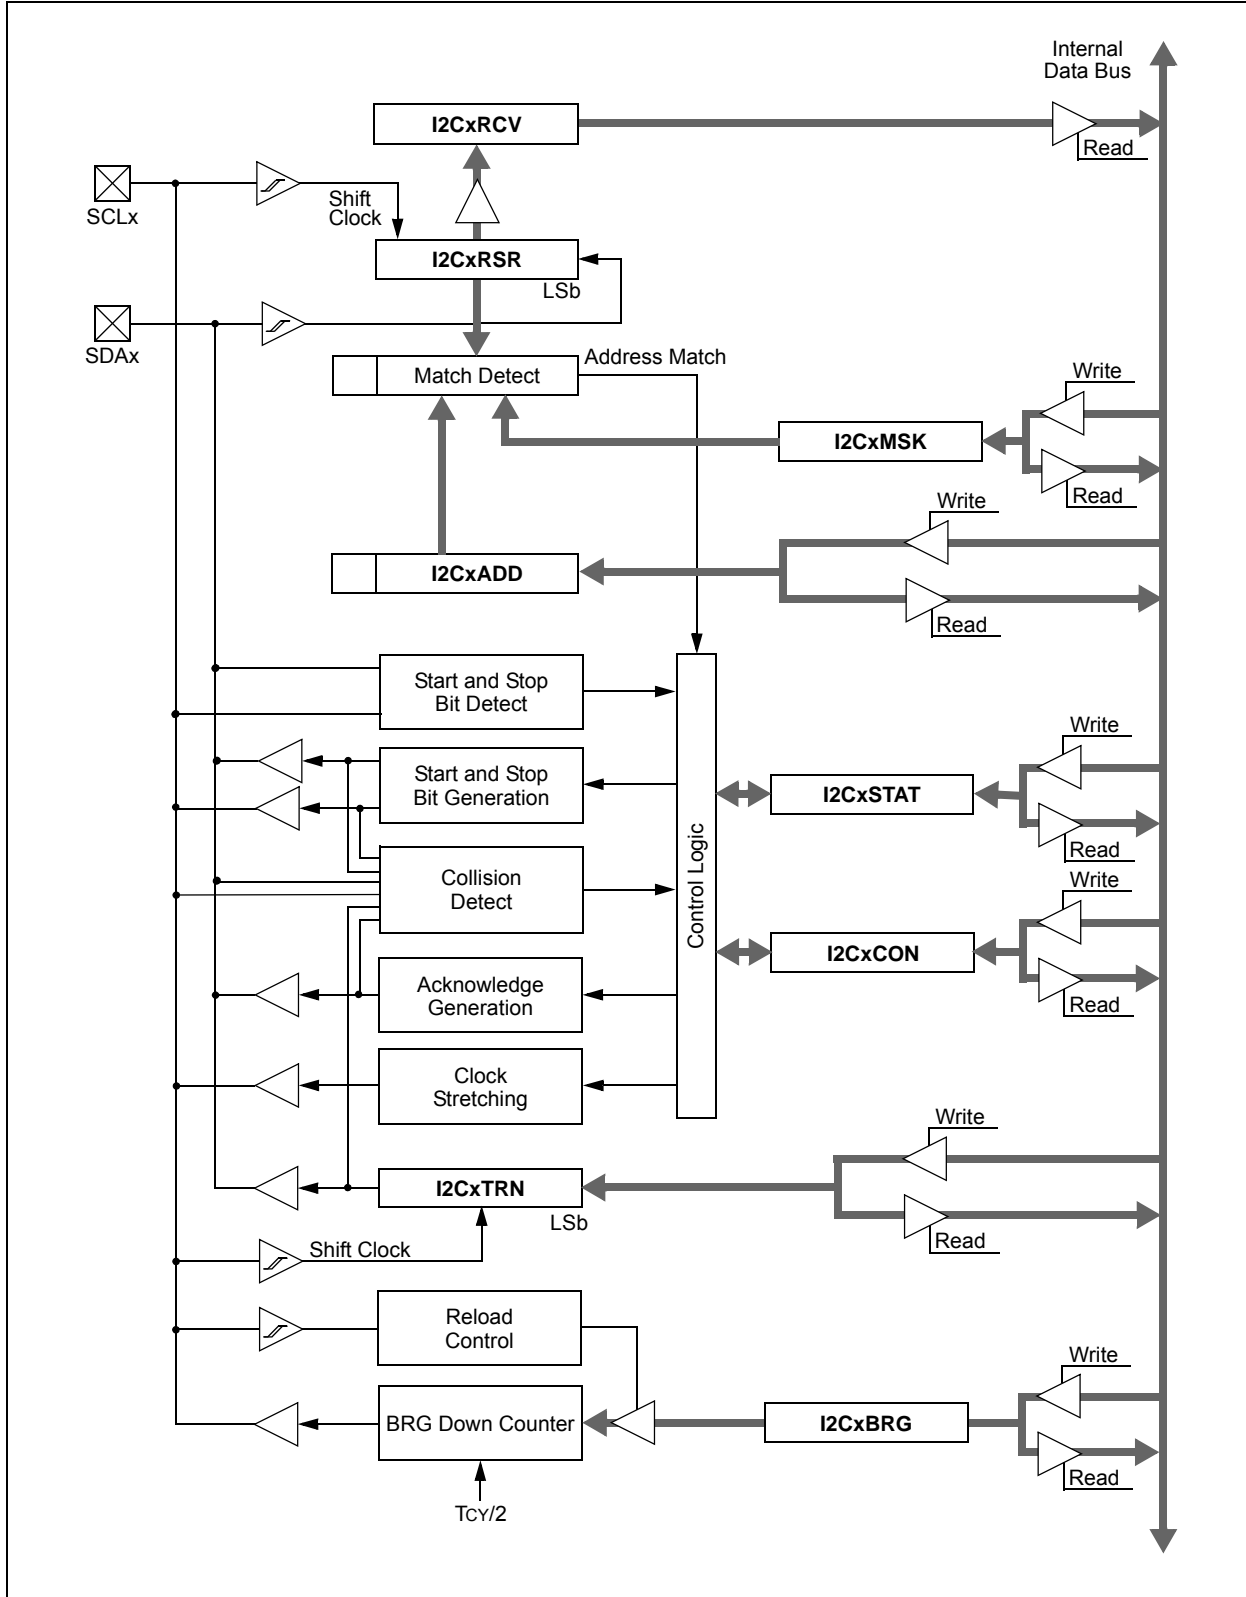 Internal
Data Bus
I2CxRCV
Read
SCLx
Shift
Clock
I2CxRSR
LSb
SDAx
Address Match
Match Detect
Write
I2CxMSK
Read
Write
I2CxADD
Read
Start and Stop
Bit Detect
Write
Start and Stop
Bit Generation
I2CxSTAT
Read
Control Logic
Collision
Detect
Write
I2CxCON
Read
Acknowledge
Generation
Clock
Stretching
Write
I2CxTRN
LSb
Read
Shift Clock
Reload
Control
Write
BRG Down Counter
I2CxBRG
Read
TCY/2